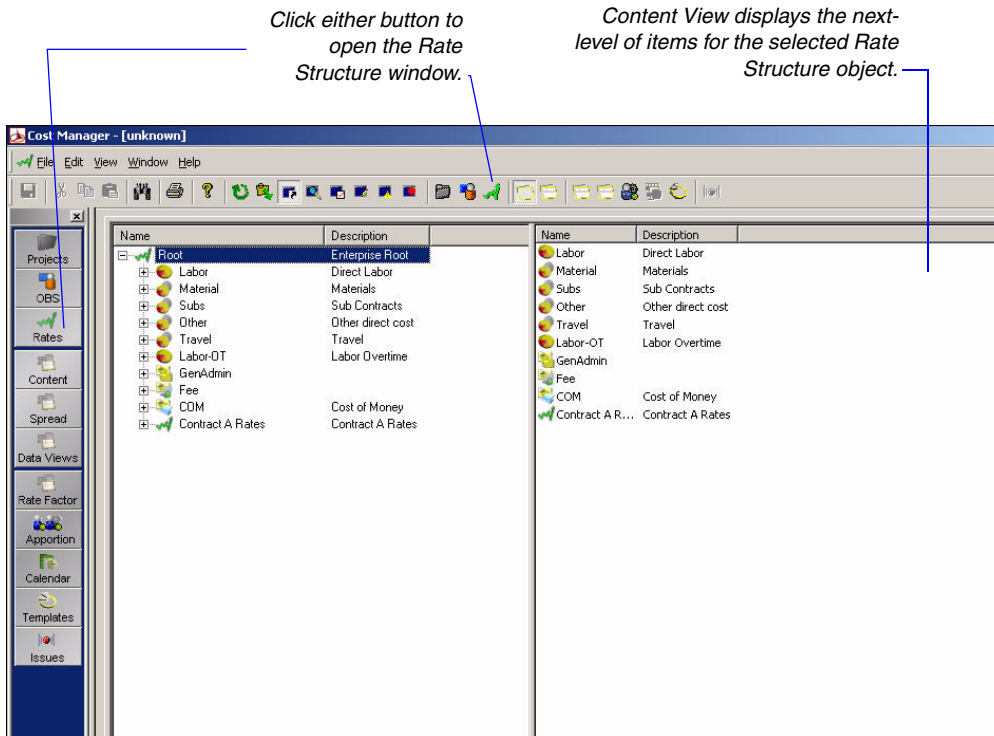 Click either button to
open the Rate
Structure window.
Content View displays the next-
level of items for the selected Rate
Structure object.
Cost Manager - [unknown]
File Edit View Window Help
Projects
OBS
Rates
Content
Spread
Data Views
Rate Factor
Apportion
Calendar
Templates
Issues
Name Description
Root Enterprise Root
Labor Direct Labor
Material Materials
Subs Sub Contracts
Other Other direct cost
Travel Travel
Labor-OT Labor Overtime
GenAdmin
Fee
COM Cost of Money
Contract A Rates Contract A Rates
Name Description
Labor Direct Labor
Material Materials
Subs Sub Contracts
Other Other direct cost
Travel Travel
Labor-OT Labor Overtime
GenAdmin
Fee
COM Cost of Money
Contract A R... Contract A Rates